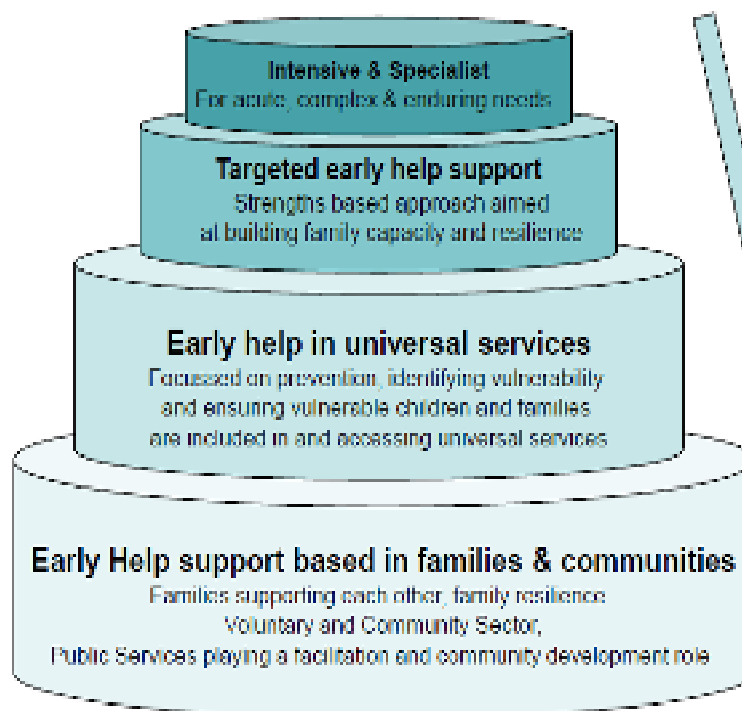 Intensive & Specialist
For acute, complex & enduring needs
Targeted early help support
Strengths based approach aimed
at building family capacity and resilience
Early help in universal services
Focussed on prevention, identifying vulnerability
and ensuring vulnerable children and families
are included in and accessing universal services
Early Help support based in families & communities
Families supporting each other, family resilience
Voluntary and Community Sector,
Public Services playing a facilitation and community development role